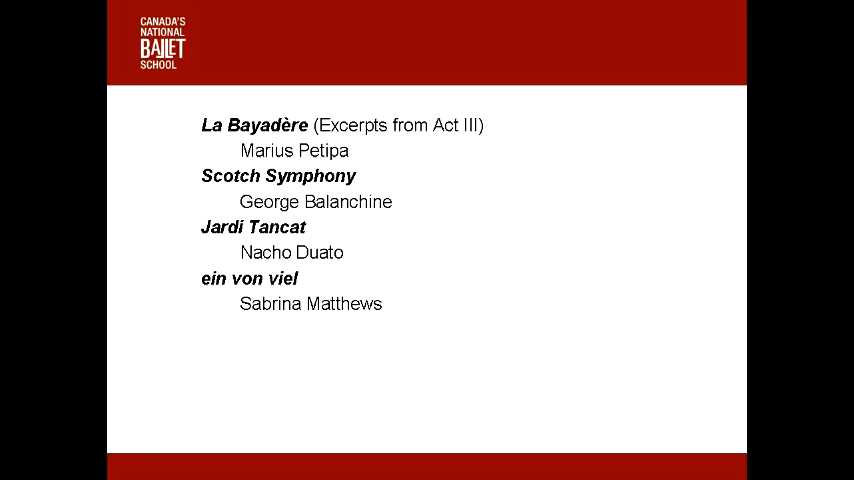 CANADA'S
NATIONAL
BALLET
SCHOOL
La Bayadère (Excerpts from Act III)
Marius Petipa
Scotch Symphony
George Balanchine
Jardi Tancat
Nacho Duato
ein von viel
Sabrina Matthews